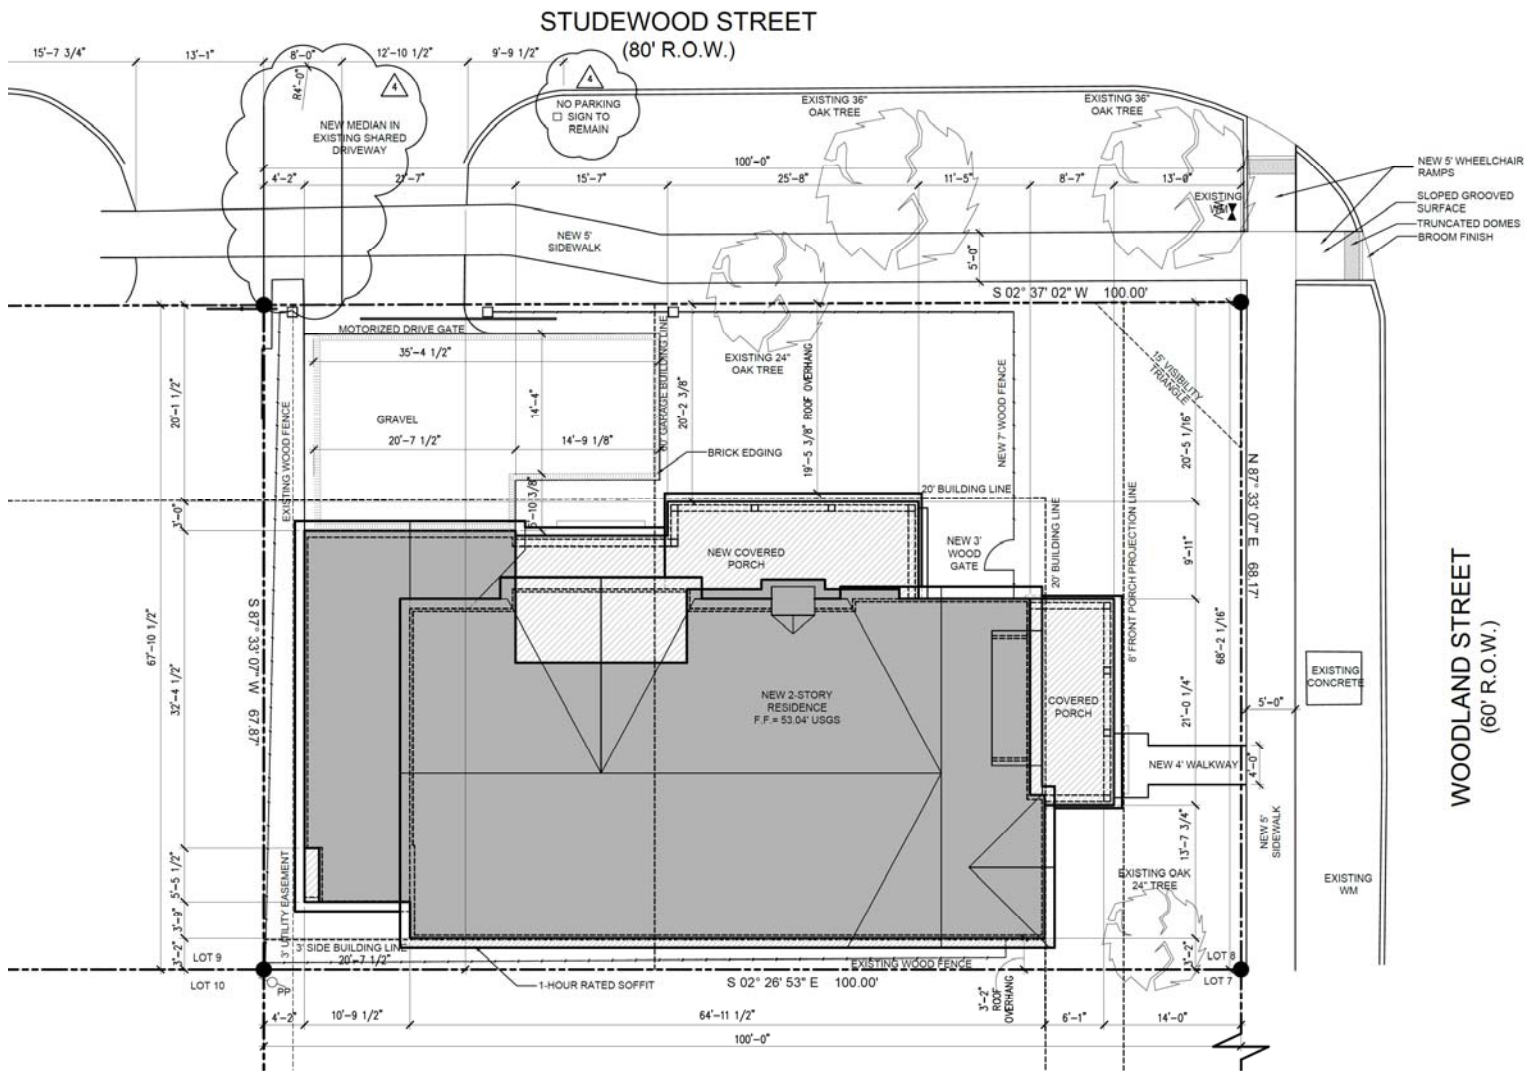 STUDEWOOD STREET
(80' R.O.W.)
15'-7 3/4"
13'-1"
8'-0"
12'-10 1/2"
9'-9 1/2"
R4'-0"
4
4
NO PARKING
SIGN TO
REMAIN
NEW MEDIAN IN
EXISTING SHARED
DRIVEWAY
EXISTING 36"
OAK TREE
EXISTING 36"
OAK TREE
100'-0"
4'-2"
21'-7"
15'-7"
25'-8"
11'-5"
8'-7"
13'-0"
NEW 5' WHEELCHAIR
RAMPS
SLOPED GROOVED
SURFACE
TRUNCATED DOMES
BROOM FINISH
EXISTING
WM
NEW 5'
SIDEWALK
5'-0"
S 02° 37' 02" W 100.00'
MOTORIZED DRIVE GATE
35'-4 1/2"
EXISTING 24"
OAK TREE
15' VISIBILITY
TRIANGLE
20'-1 1/2"
GRAVEL
14'-4"
20'-7 1/2"
14'-9 1/8"
60' GARAGE BUILDING LINE
20'-2 3/8"
19'-5 3/8" ROOF OVERHANG
NEW 7' WOOD FENCE
20'-5 1/16"
BRICK EDGING
EXISTING WOOD FENCE
5'-10 3/8"
20' BUILDING LINE
3'-0"
NEW COVERED
PORCH
NEW 3'
WOOD
GATE
20' BUILDING LINE
8' FRONT PORCH PROJECTION LINE
9'-11"
N 87° 33' 07" E 68.17'
67'-10 1/2"
S 87° 33' 07" W 67.87'
32'-4 1/2"
NEW 2-STORY
RESIDENCE
F.F.= 53.04' USGS
COVERED
PORCH
21'-0 1/4"
68'-2 1/16"
5'-0"
EXISTING
CONCRETE
WOODLAND STREET
(60' R.O.W.)
NEW 4' WALKWAY
4'-0"
NEW 5'
SIDEWALK
13'-7 3/4"
5'-5 1/2"
3'-9"
3'-2"
3' UTILITY EASEMENT
EXISTING OAK
24" TREE
EXISTING
WM
3' SIDE BUILDING LINE
20'-7 1/2"
LOT 9
LOT 10
PP
1-HOUR RATED SOFFIT
S 02° 26' 53" E 100.00'
EXISTING WOOD FENCE
3'-2"
ROOF
OVERHANG
3'-2"
LOT 8
LOT 7
4'-2"
10'-9 1/2"
64'-11 1/2"
6'-1"
14'-0"
100'-0"